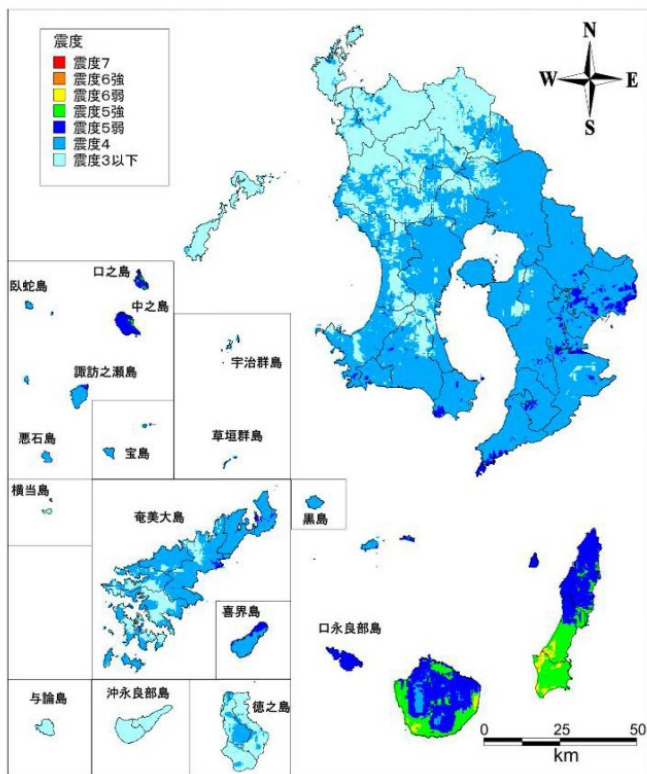 震度
震度7
震度6強
震度6弱
震度5強
震度5弱
震度4
震度3以下
N
W
E
S
口之島
臥蛇島
中之島
諏訪之瀬島
宇治群島
悪石島
宝島
草垣群島
横当島
奄美大島
黒島
喜界島
口永良部島
与論島
沖永良部島
徳之島
0 25 50
km